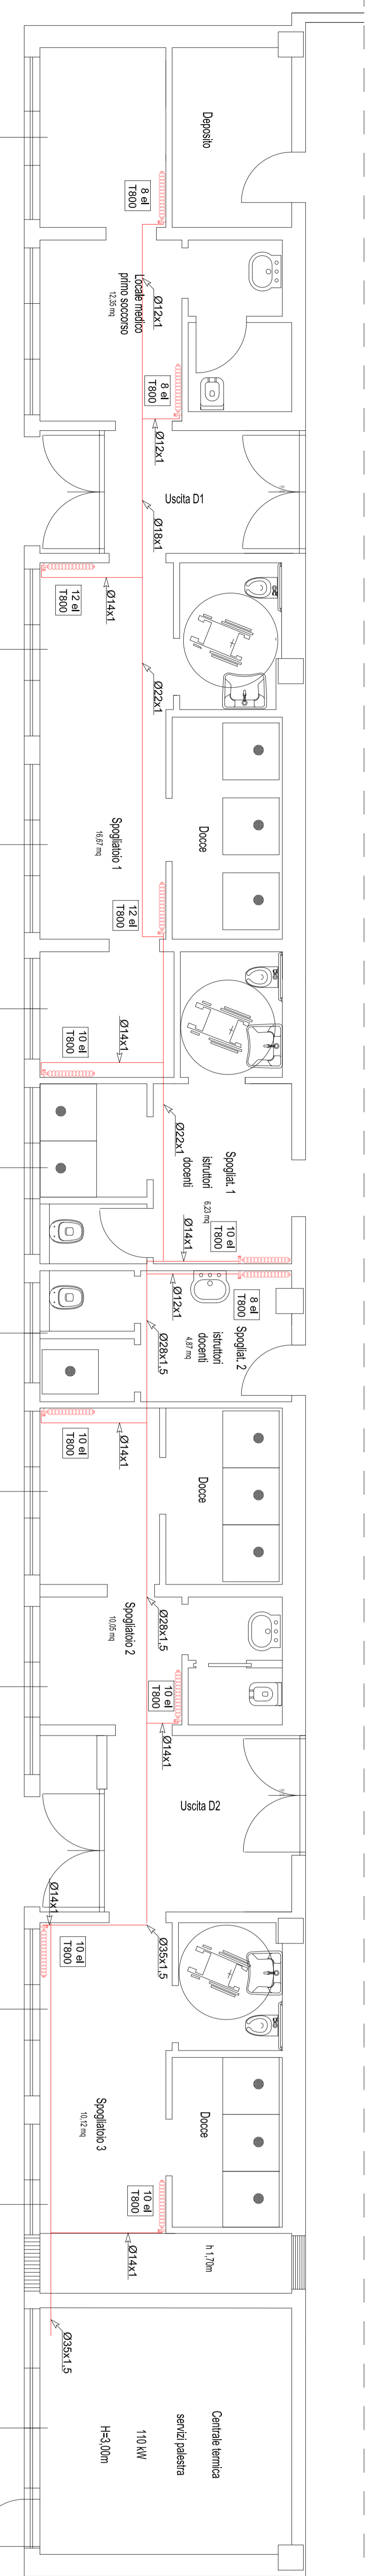 Deposito
8 el
T800
Ø12x1
Locale medico
primo soccorso
12,35 mq
8 el
T800
Ø12x1
Uscita D1
Ø18x1
Ø14x1
12 el
T800
Ø22x1
Docce
Spogliatoio 1
16,67 mq
12 el
T800
Ø14x1
10 el
T800
Ø22x1
Spogliat. 1
istruttori
docenti
6,23 mq
10 el
T800
Ø14x1
8 el
T800
Ø12x1
Spogliat. 2
istruttori
docenti
4,87 mq
Ø28x1,5
Ø14x1
10 el
T800
Docce
Ø28x1,5
Spogliatoio 2
10,05 mq
10 el
T800
Ø14x1
Uscita D2
Ø14x1
10 el
T800
Ø35x1,5
Docce
Spogliatoio 3
10,12 mq
10 el
T800
Ø14x1
h 1,70m
Ø35x1,5
Centrale termica
servizi palestra
110 kW
H=3,00m